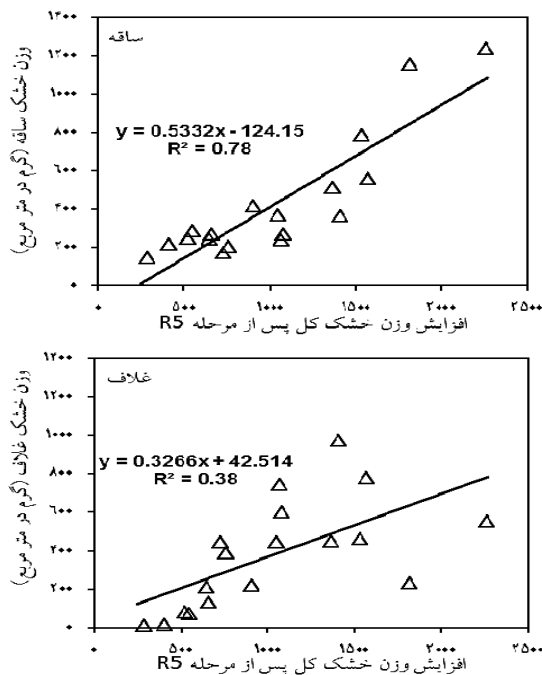 ساقه
۱۴۰۰
۱۲۰۰
۱۰۰۰
۸۰۰
۶۰۰
۴۰۰
۲۰۰
۰
وزن خشک ساقه (گرم در متر مربع)
y = 0.5332x - 124.15
R² = 0.78
۰ ۵۰۰ ۱۰۰۰ ۱۵۰۰ ۲۰۰۰ ۲۵۰۰
افزایش وزن خشک کل پس از مرحله R5
غلاف
۱۴۰۰
۱۲۰۰
۱۰۰۰
۸۰۰
۶۰۰
۴۰۰
۲۰۰
۰
وزن خشک غلاف (گرم در متر مربع)
y = 0.3266x + 42.514
R² = 0.38
۰ ۵۰۰ ۱۰۰۰ ۱۵۰۰ ۲۰۰۰ ۲۵۰۰
افزایش وزن خشک کل پس از مرحله R5